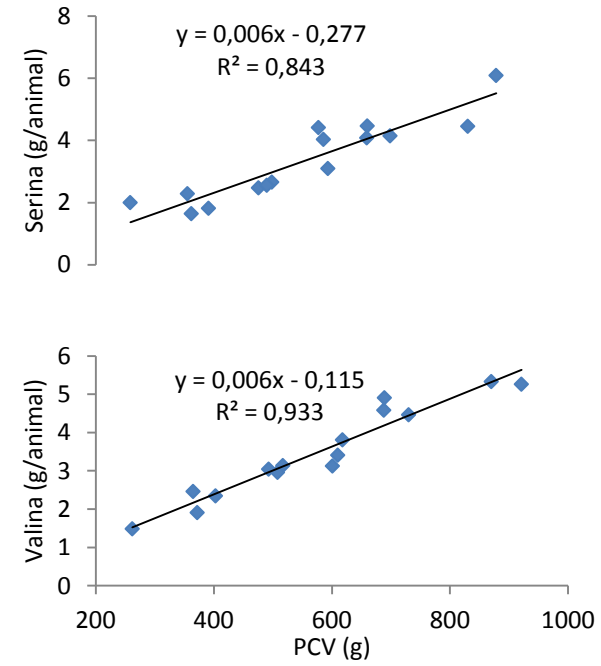 8
y = 0,006x - 0,277
R² = 0,843
6
4
2
0
Serina (g/animal)
6
y = 0,006x - 0,115
R² = 0,933
5
4
3
2
1
0
Valina (g/animal)
200 400 600 800 1000
PCV (g)